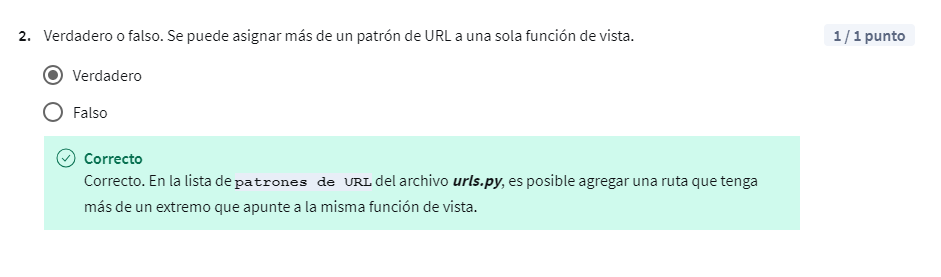 2. Verdadero o falso. Se puede asignar más de un patrón de URL a una sola función de vista.
1 / 1 punto
Verdadero
Falso
Correcto
Correcto. En la lista de patrones de URL del archivo urls.py, es posible agregar una ruta que tenga
más de un extremo que apunte a la misma función de vista.